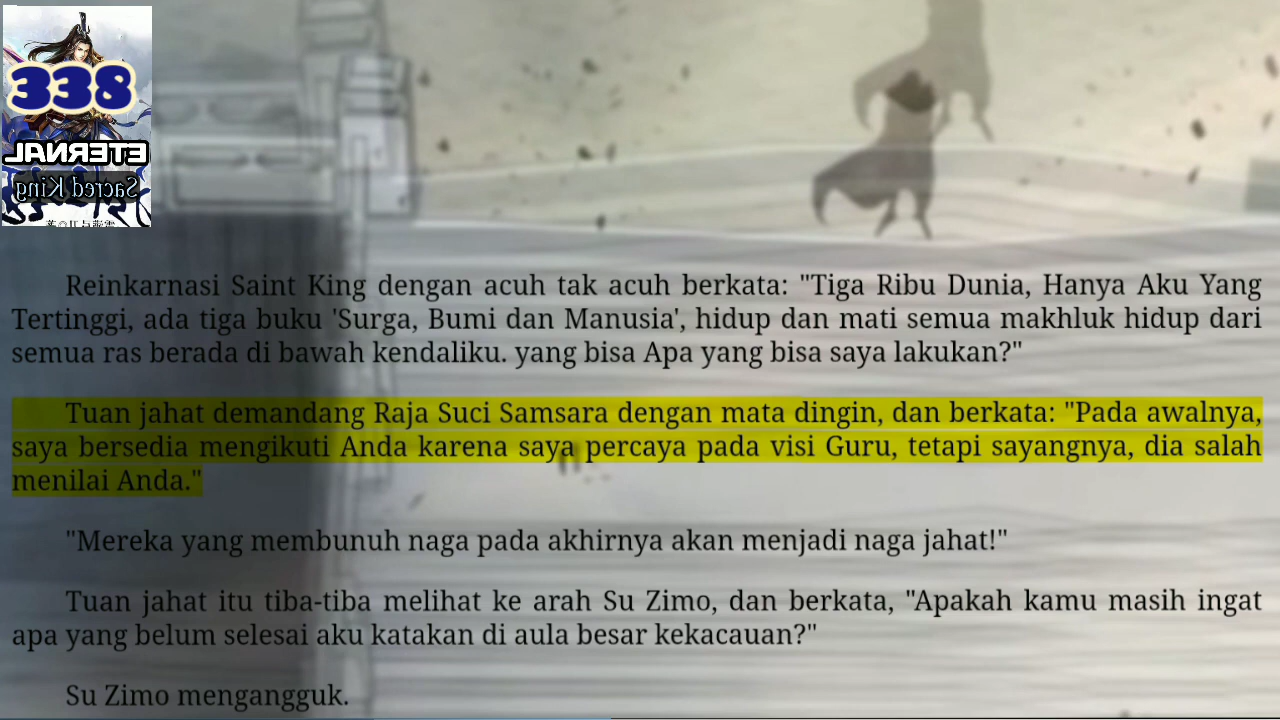 338
ETERNAL
Sacred King
Reinkarnasi Saint King dengan acuh tak acuh berkata: "Tiga Ribu Dunia, Hanya Aku Yang
Tertinggi, ada tiga buku 'Surga, Bumi dan Manusia', hidup dan mati semua makhluk hidup dari
semua ras berada di bawah kendaliku. yang bisa Apa yang bisa saya lakukan?"
Tuan jahat demandang Raja Suci Samsara dengan mata dingin, dan berkata: "Pada awalnya,
saya bersedia mengikuti Anda karena saya percaya pada visi Guru, tetapi sayangnya, dia salah
menilai Anda."
"Mereka yang membunuh naga pada akhirnya akan menjadi naga jahat!"
Tuan jahat itu tiba-tiba melihat ke arah Su Zimo, dan berkata, "Apakah kamu masih ingat
apa yang belum selesai aku katakan di aula besar kekacauan?"
Su Zimo mengangguk.